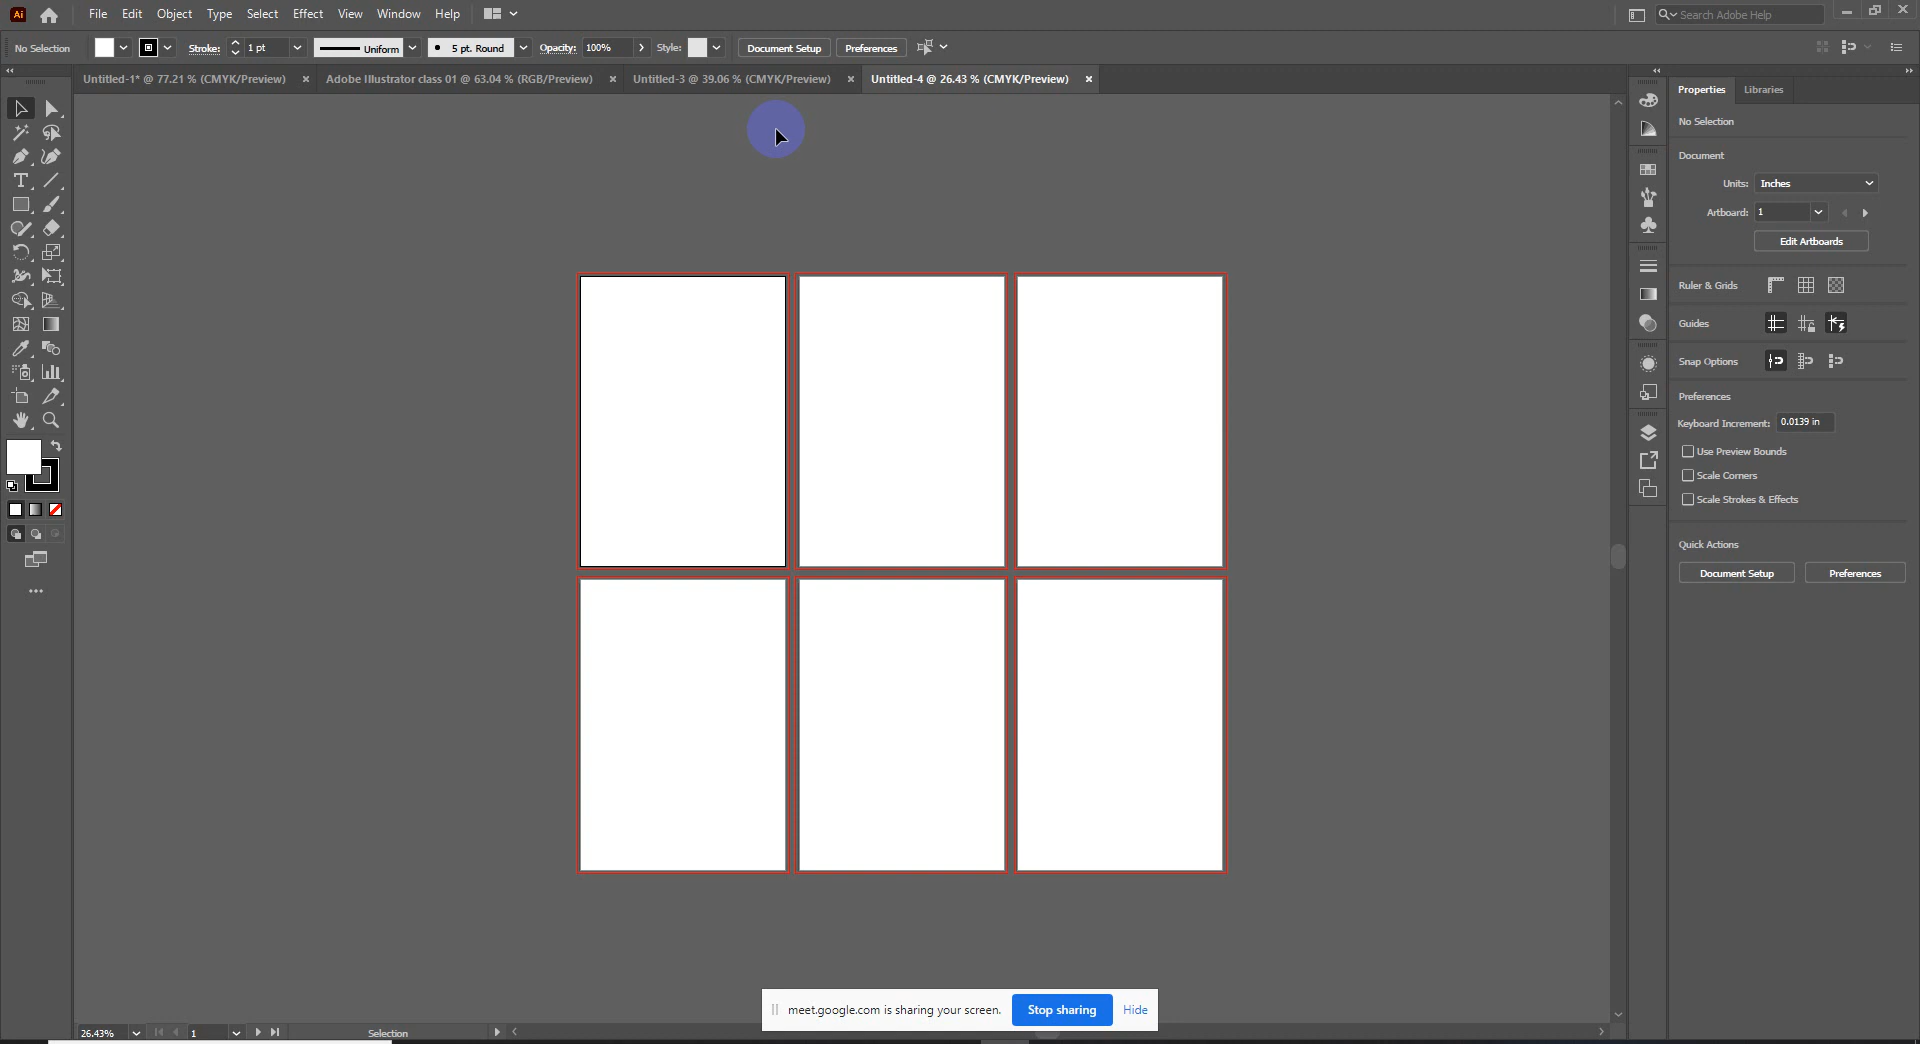 Ai File Edit Object Type Select Effect View Window Help Search Adobe Help
No Selection Stroke: 1 pt Uniform 5 pt. Round Opacity: 100% Style: Document Setup Preferences
Untitled-1* @ 77.21 % (CMYK/Preview) Adobe Illustrator class 01 @ 63.04 % (RGB/Preview) Untitled-3 @ 39.06 % (CMYK/Preview) Untitled-4 @ 26.43 % (CMYK/Preview)
Properties Libraries
No Selection
Document
Units: Inches
Artboard: 1
Edit Artboards
Ruler & Grids
Guides
Snap Options
Preferences
Keyboard Increment: 0.0139 in
Use Preview Bounds
Scale Corners
Scale Strokes & Effects
Quick Actions
Document Setup Preferences
meet.google.com is sharing your screen. Stop sharing Hide
26.43% 1 Selection